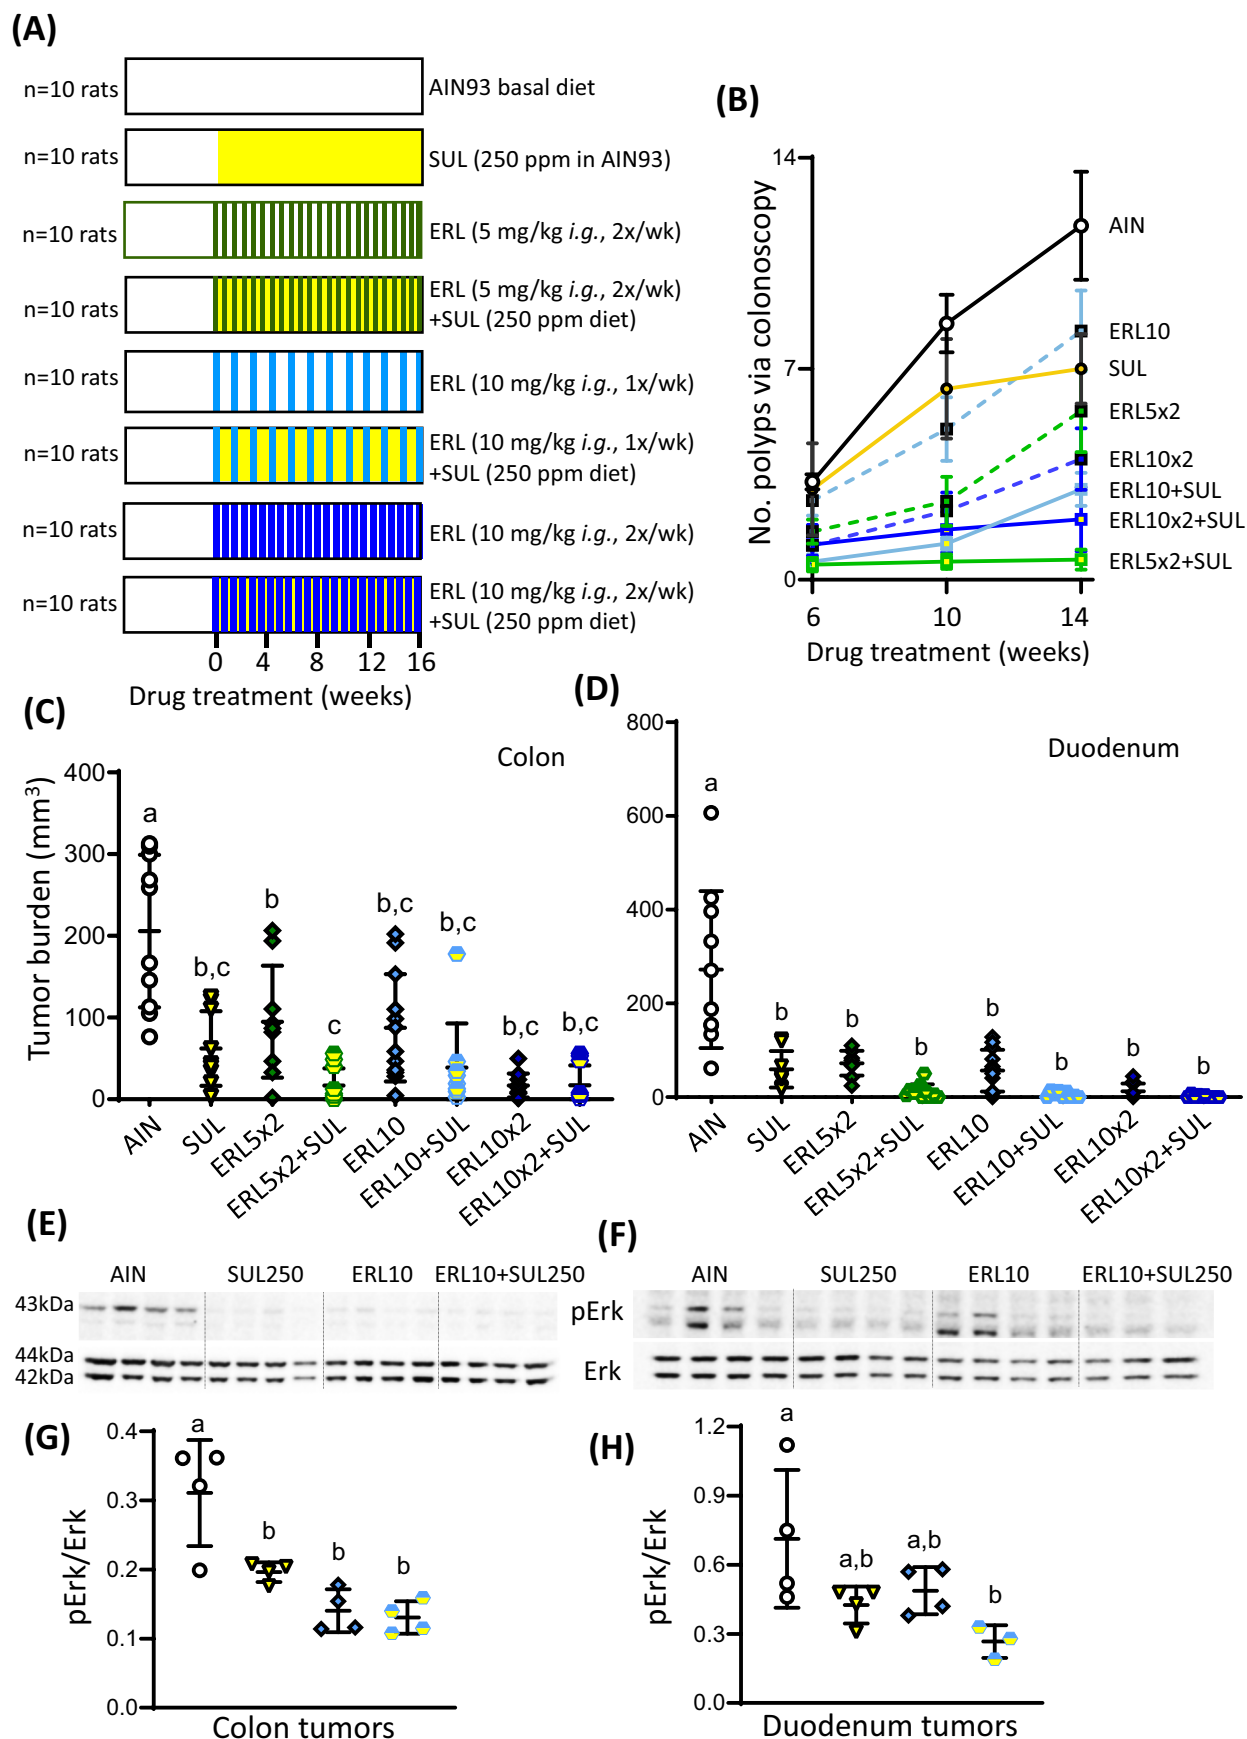 (A)
n=10 rats
AIN93 basal diet
n=10 rats
SUL (250 ppm in AIN93)
n=10 rats
ERL (5 mg/kg i.g., 2x/wk)
n=10 rats
ERL (5 mg/kg i.g., 2x/wk)
+SUL (250 ppm diet)
n=10 rats
ERL (10 mg/kg i.g., 1x/wk)
n=10 rats
ERL (10 mg/kg i.g., 1x/wk)
+SUL (250 ppm diet)
n=10 rats
ERL (10 mg/kg i.g., 2x/wk)
n=10 rats
ERL (10 mg/kg i.g., 2x/wk)
+SUL (250 ppm diet)
0 4 8 12 16
Drug treatment (weeks)
(B)
No. polyps via colonoscopy
14
7
0
6 10 14
Drug treatment (weeks)
AIN
ERL10
SUL
ERL5x2
ERL10x2
ERL10+SUL
ERL10x2+SUL
ERL5x2+SUL
(C)
Colon
Tumor burden (mm3)
400
300
200
100
0
a
b,c
b
c
b,c
b,c
b,c
b,c
AIN
SUL
ERL5x2
ERL5x2+SUL
ERL10
ERL10+SUL
ERL10x2
ERL10x2+SUL
(D)
Duodenum
800
600
400
200
0
a
b
b
b
b
b
b
b
AIN
SUL
ERL5x2
ERL5x2+SUL
ERL10
ERL10+SUL
ERL10x2
ERL10x2+SUL
(E)
AIN SUL250 ERL10 ERL10+SUL250
43kDa
44kDa
42kDa
(F)
AIN SUL250 ERL10 ERL10+SUL250
pErk
Erk
(G)
pErk/Erk
0.4
0.3
0.2
0.1
0.0
a
b
b
b
Colon tumors
(H)
pErk/Erk
1.2
0.9
0.6
0.3
0.0
a
a,b
a,b
b
Duodenum tumors